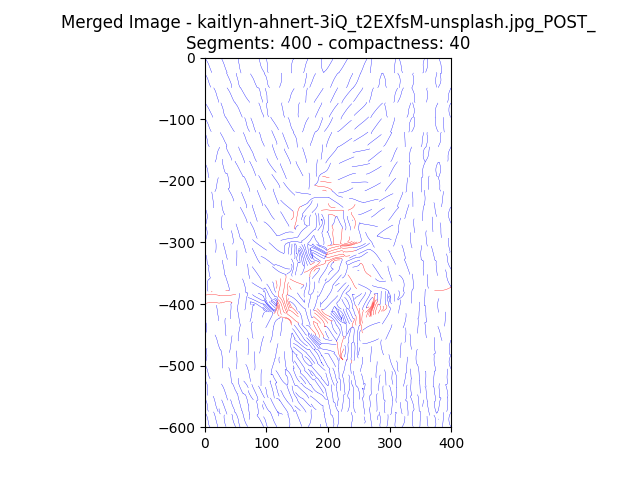 Merged Image - kaitlyn-ahnert-3iQ_t2EXfsM-unsplash.jpg_POST_
Segments: 400 - compactness: 40
0
−100
−200
−300
−400
−500
−600
0 100 200 300 400